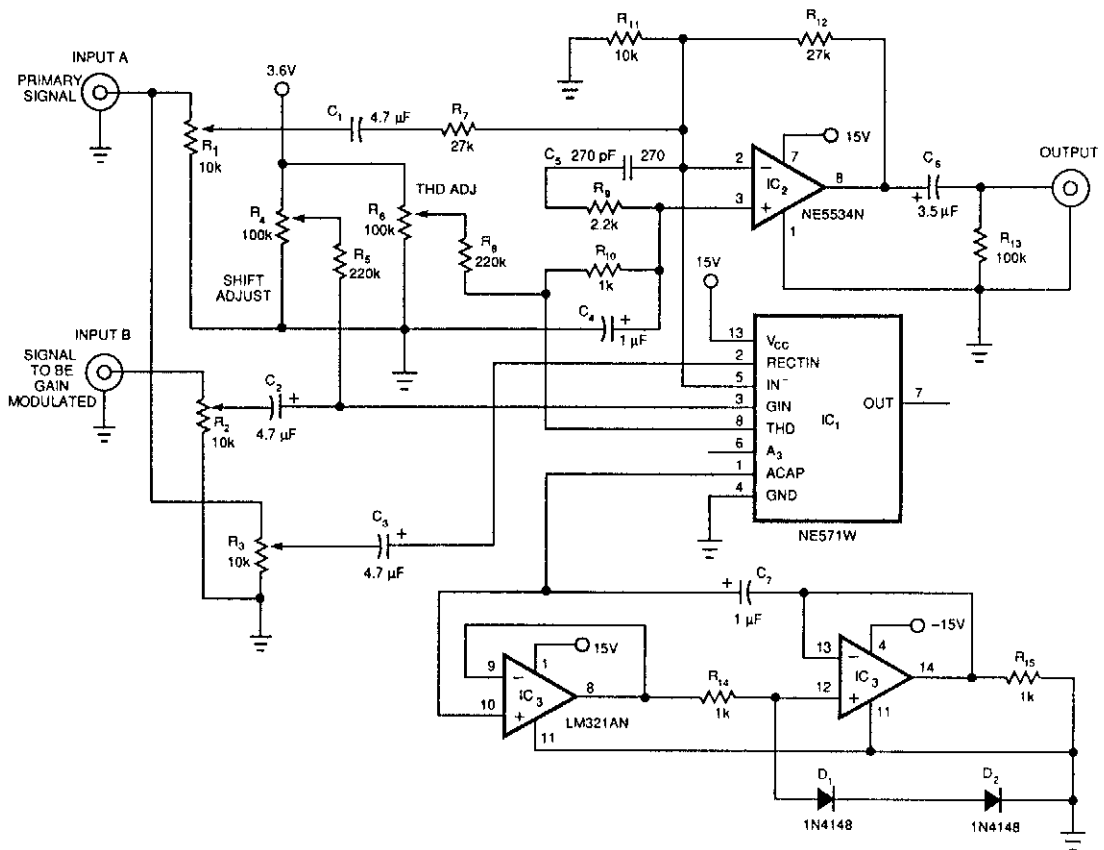 R11
10k
R12
27k
INPUT A
PRIMARY
SIGNAL
3.6V
C1
4.7 µF
R7
27k
R1
10k
C5
270 pF
270
2
−
3
+
IC2
7
15V
8
1
NE5534N
C6
+
3.5 µF
OUTPUT
R13
100k
THD ADJ
R9
2.2k
R4
100k
R6
100k
R5
220k
R8
220k
R10
1k
SHIFT
ADJUST
C4
+
1 µF
15V
INPUT B
SIGNAL
TO BE
GAIN
MODULATED
R2
10k
C2
+
4.7 µF
13
VCC
2
RECTIN
5
IN−
3
GIN
8
THD
6
A3
1
ACAP
4
GND
IC1
OUT
7
NE571W
R3
10k
C3
+
4.7 µF
+
C7
1 µF
9
−
10
+
IC3
1
15V
8
11
LM321AN
R14
1k
13
−
12
+
IC3
4
−15V
14
11
R15
1k
D1
1N4148
D2
1N4148